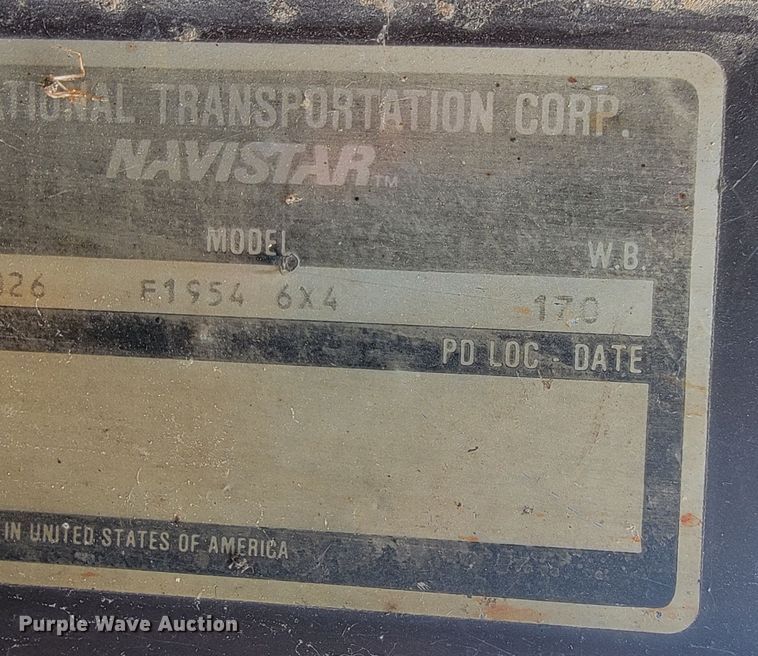 ATIONAL TRANSPORTATION CORP.
NAVISTAR™
MODEL W.B.
026 F1954 6X4 170
PD LOC - DATE
IN UNITED STATES OF AMERICA
Purple Wave Auction